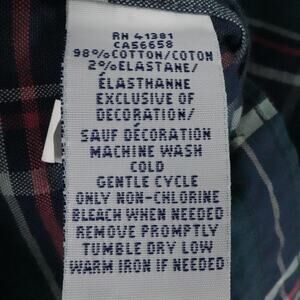 RN 41381
CA56658
98% COTTON/COTON
2% ELASTANE/
ÉLASTHANNE
EXCLUSIVE OF
DECORATION/
SAUF DÉCORATION
MACHINE WASH
COLD
GENTLE CYCLE
ONLY NON-CHLORINE
BLEACH WHEN NEEDED
REMOVE PROMPTLY
TUMBLE DRY LOW
WARM IRON IF NEEDED